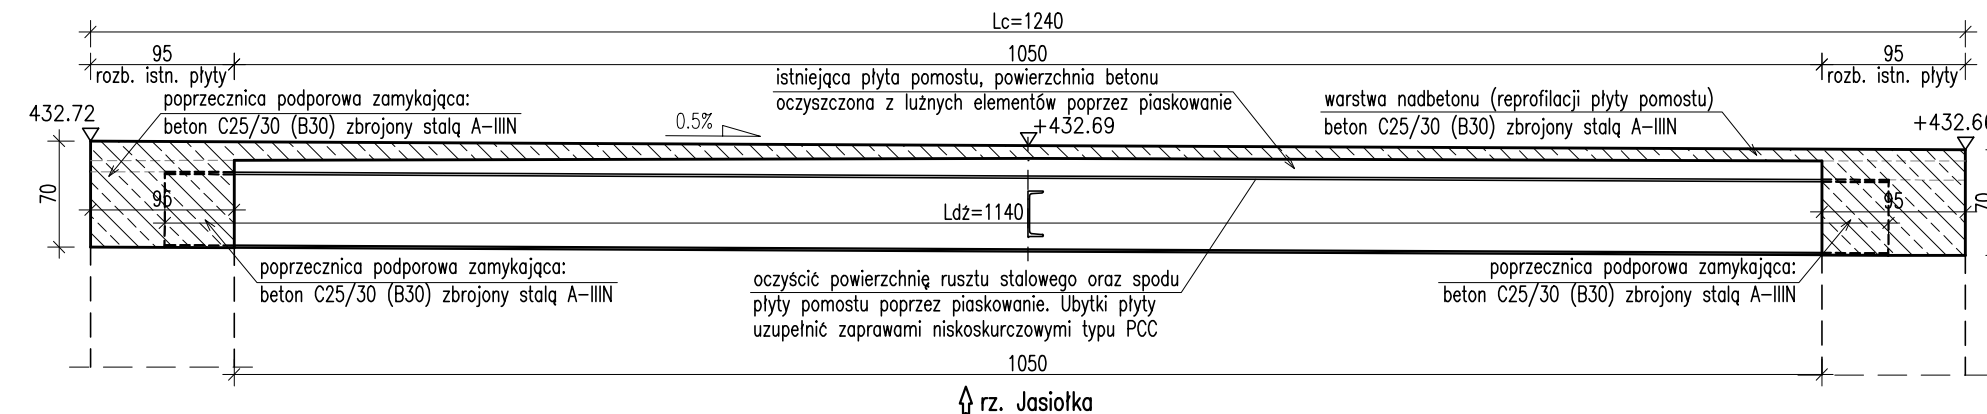 Lc=1240
95
1050
95
rozb. istn. płyty
rozb. istn. płyty
istniejąca płyta pomostu, powierzchnia betonu
oczyszczona z luźnych elementów poprzez piaskowanie
poprzecznica podporowa zamykająca:
beton C25/30 (B30) zbrojony stalą A-IIIN
warstwa nadbetonu (reprofilacji płyty pomostu)
beton C25/30 (B30) zbrojony stalą A-IIIN
432.72
0.5%
+432.69
+432.66
70
95
Ldź=1140
95
70
poprzecznica podporowa zamykająca:
beton C25/30 (B30) zbrojony stalą A-IIIN
oczyścić powierzchnię rusztu stalowego oraz spodu
płyty pomostu poprzez piaskowanie. Ubytki płyty
uzupełnić zaprawami niskoskurczowymi typu PCC
poprzecznica podporowa zamykająca:
beton C25/30 (B30) zbrojony stalą A-IIIN
1050
rz. Jasiołka